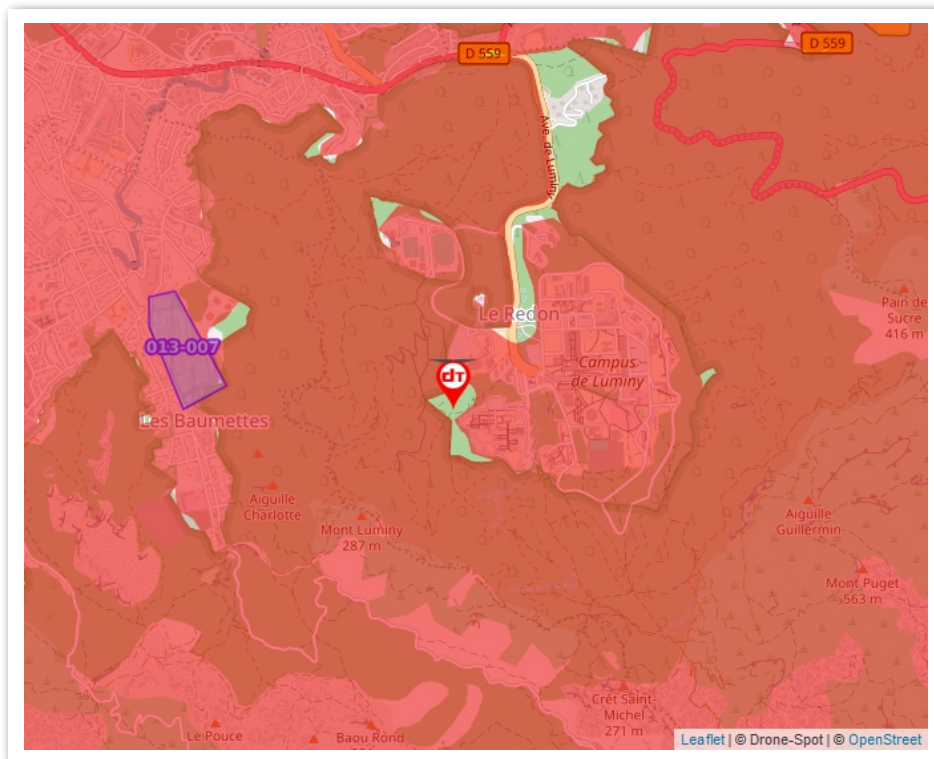 D 559
D 559
Ave. de Luminy
Pain de
Sucre
416 m
Le Redon
013-007
Campus
de Luminy
dT
Les Baumettes
Aiguille
Charlotte
Mont Luminy
287 m
Aiguille
Guillermin
Mont Puget
563 m
Crêt Saint-
Michel
271 m
Le Pouce
Baou Rond
Leaflet | © Drone-Spot | © OpenStreet